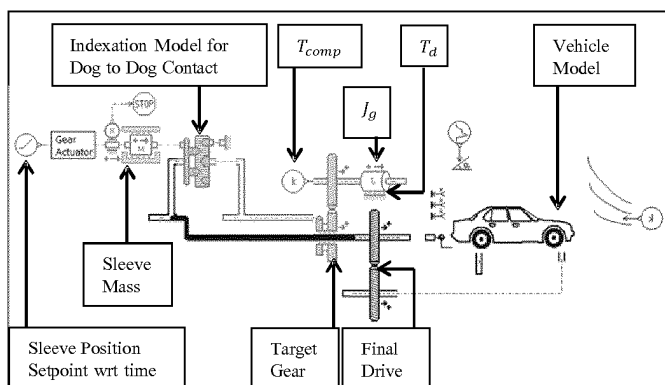 Indexation Model for
Dog to Dog Contact
T_comp
T_d
Vehicle
Model
J_g
STOP
Gear
Actuator
M
k
Sleeve
Mass
Sleeve Position
Setpoint wrt time
Target
Gear
Final
Drive